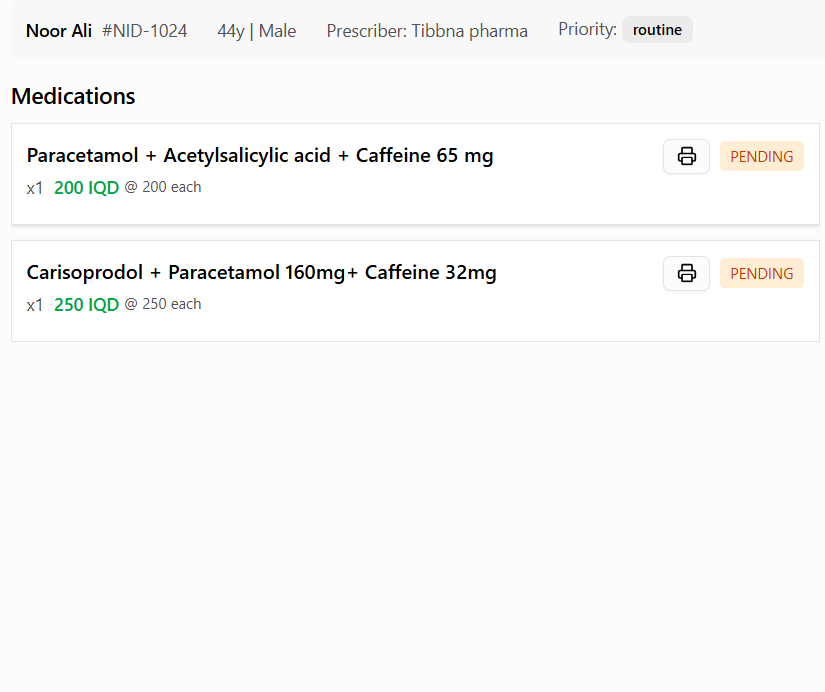 Noor Ali #NID-1024 44y | Male Prescriber: Tibbna pharma Priority: routine
Medications
Paracetamol + Acetylsalicylic acid + Caffeine 65 mg PENDING
x1 200 IQD @ 200 each
Carisoprodol + Paracetamol 160mg+ Caffeine 32mg PENDING
x1 250 IQD @ 250 each